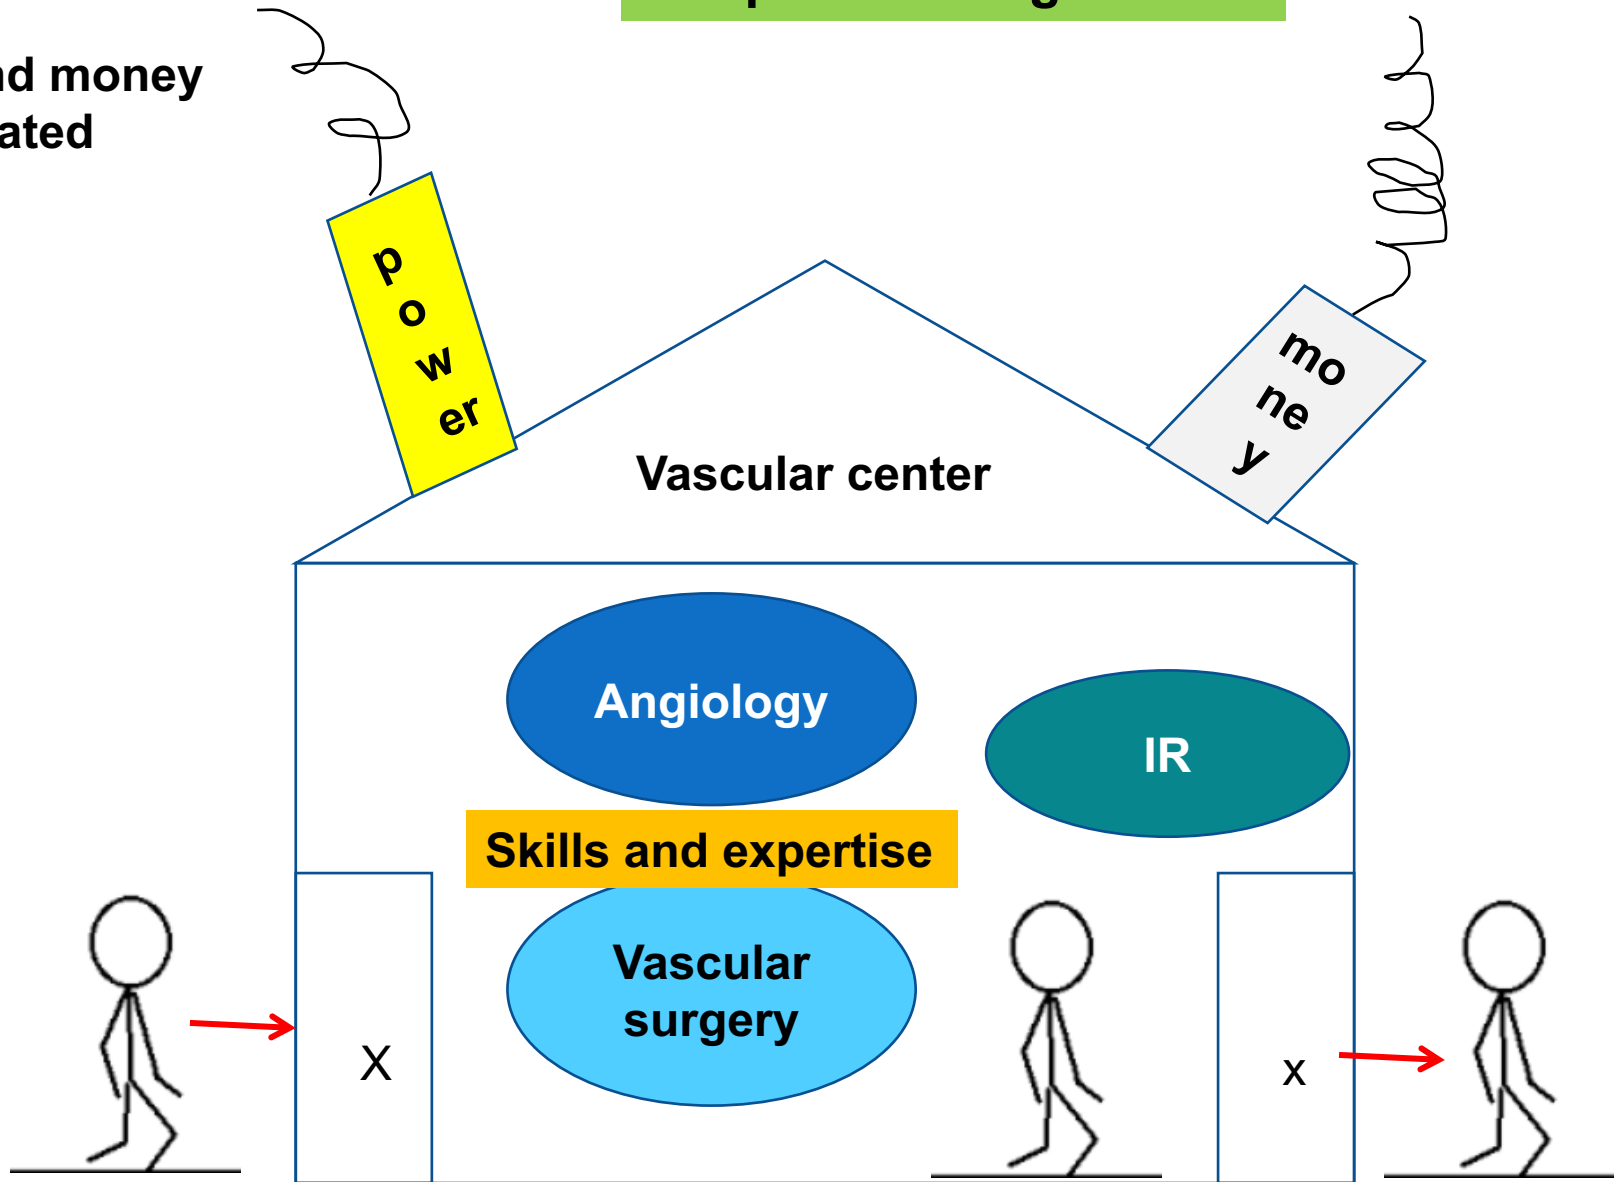 nd money
ated
p
o
w
er
mo
ne
y
Vascular center
Angiology
IR
Skills and expertise
Vascular
surgery
X
x